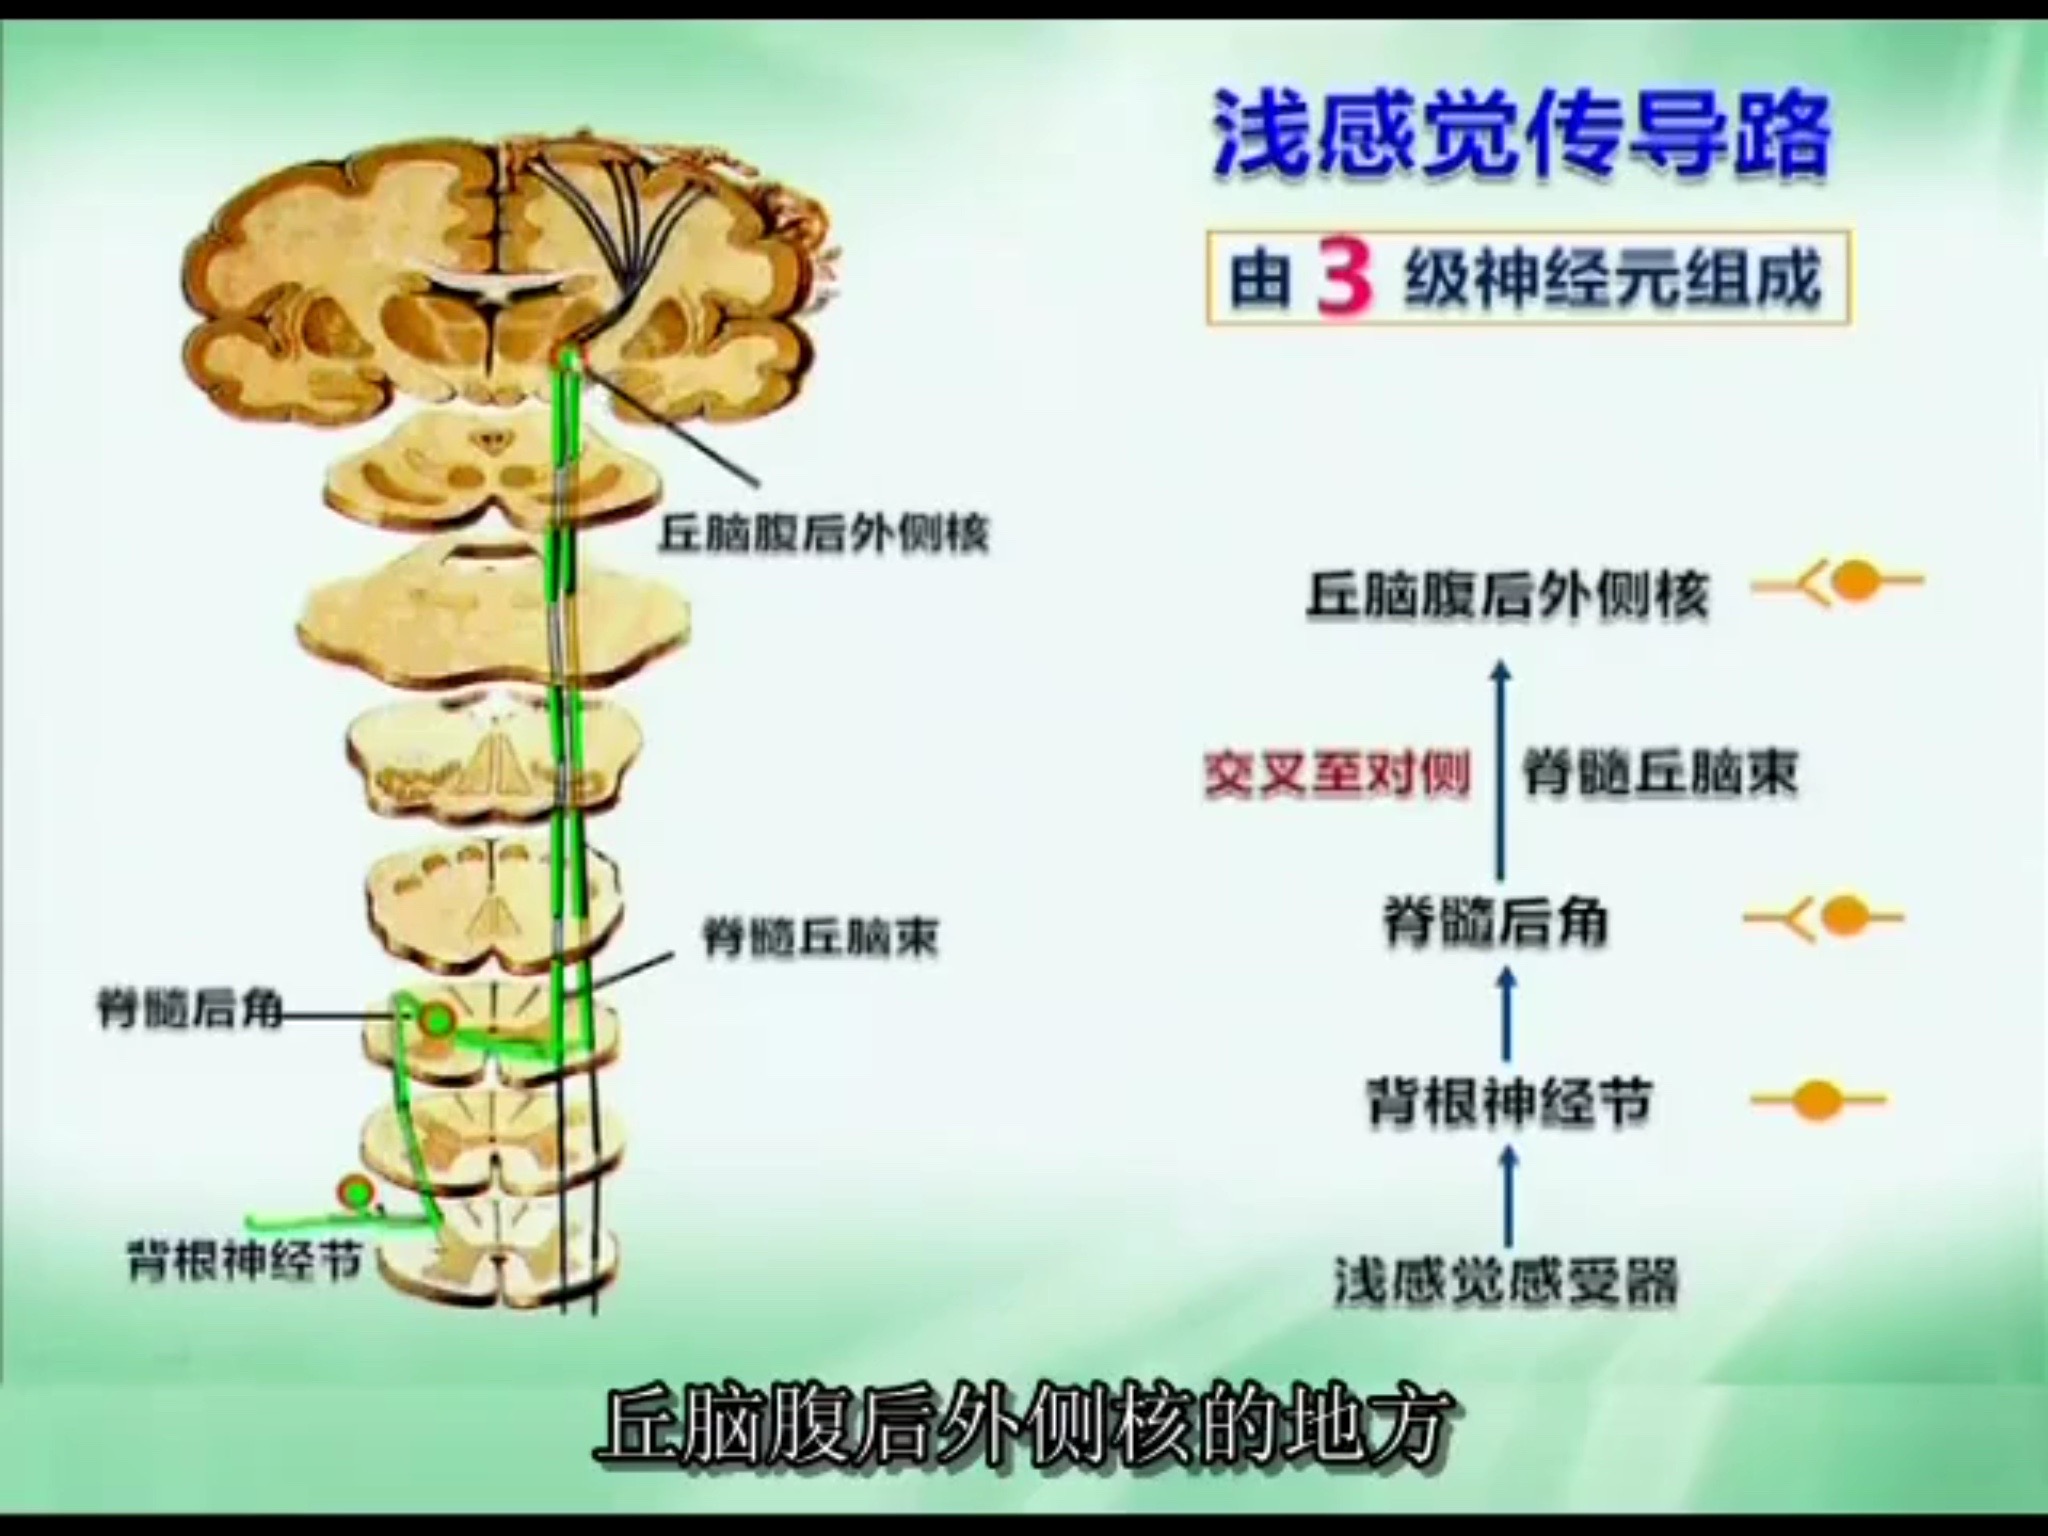 浅感觉传导路
由3级神经元组成
丘脑腹后外侧核
脊髓丘脑束
脊髓后角
背根神经节
丘脑腹后外侧核
交叉至对侧 脊髓丘脑束
脊髓后角
背根神经节
浅感觉感受器
丘脑腹后外侧核的地方